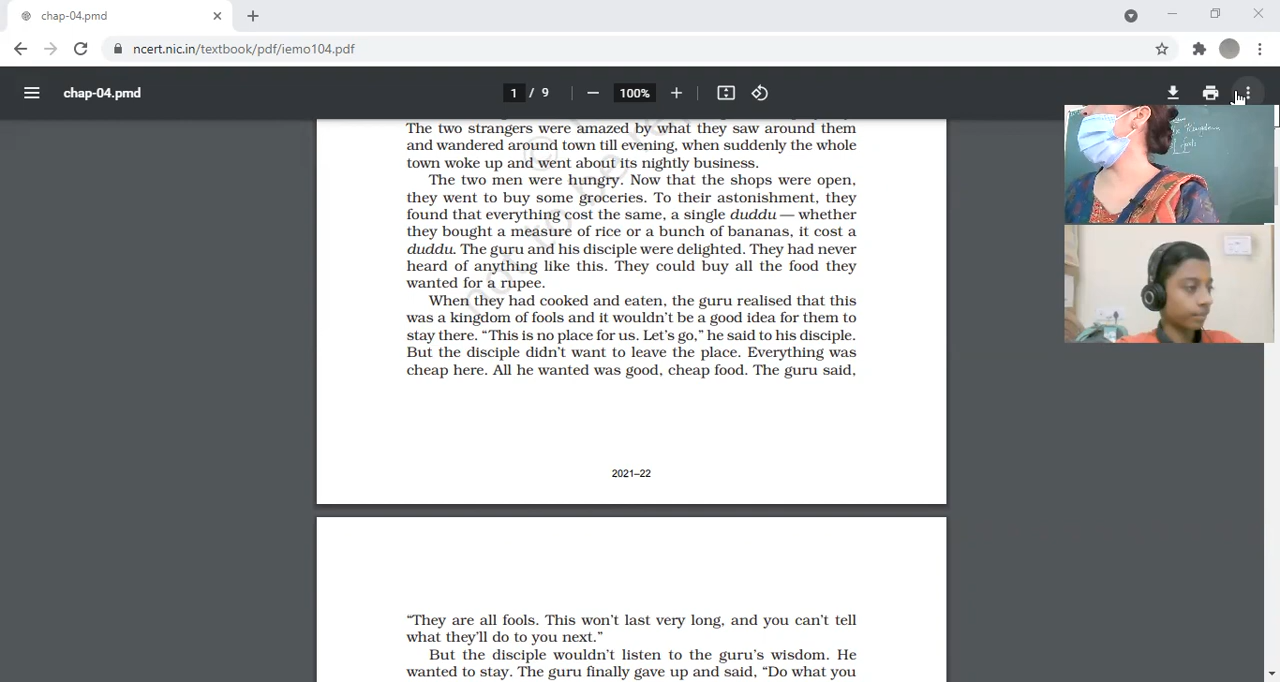 chap-04.pmd
ncert.nic.in/textbook/pdf/iemo104.pdf
chap-04.pmd
1 / 9
100%
The two strangers were amazed by what they saw around them
and wandered around town till evening, when suddenly the whole
town woke up and went about its nightly business.
The two men were hungry. Now that the shops were open,
they went to buy some groceries. To their astonishment, they
found that everything cost the same, a single duddu — whether
they bought a measure of rice or a bunch of bananas, it cost a
duddu. The guru and his disciple were delighted. They had never
heard of anything like this. They could buy all the food they
wanted for a rupee.
When they had cooked and eaten, the guru realised that this
was a kingdom of fools and it wouldn't be a good idea for them to
stay there. “This is no place for us. Let's go,” he said to his disciple.
But the disciple didn't want to leave the place. Everything was
cheap here. All he wanted was good, cheap food. The guru said,
2021–22
“They are all fools. This won't last very long, and you can't tell
what they'll do to you next.”
But the disciple wouldn't listen to the guru's wisdom. He
wanted to stay. The guru finally gave up and said, “Do what you
Kingdom